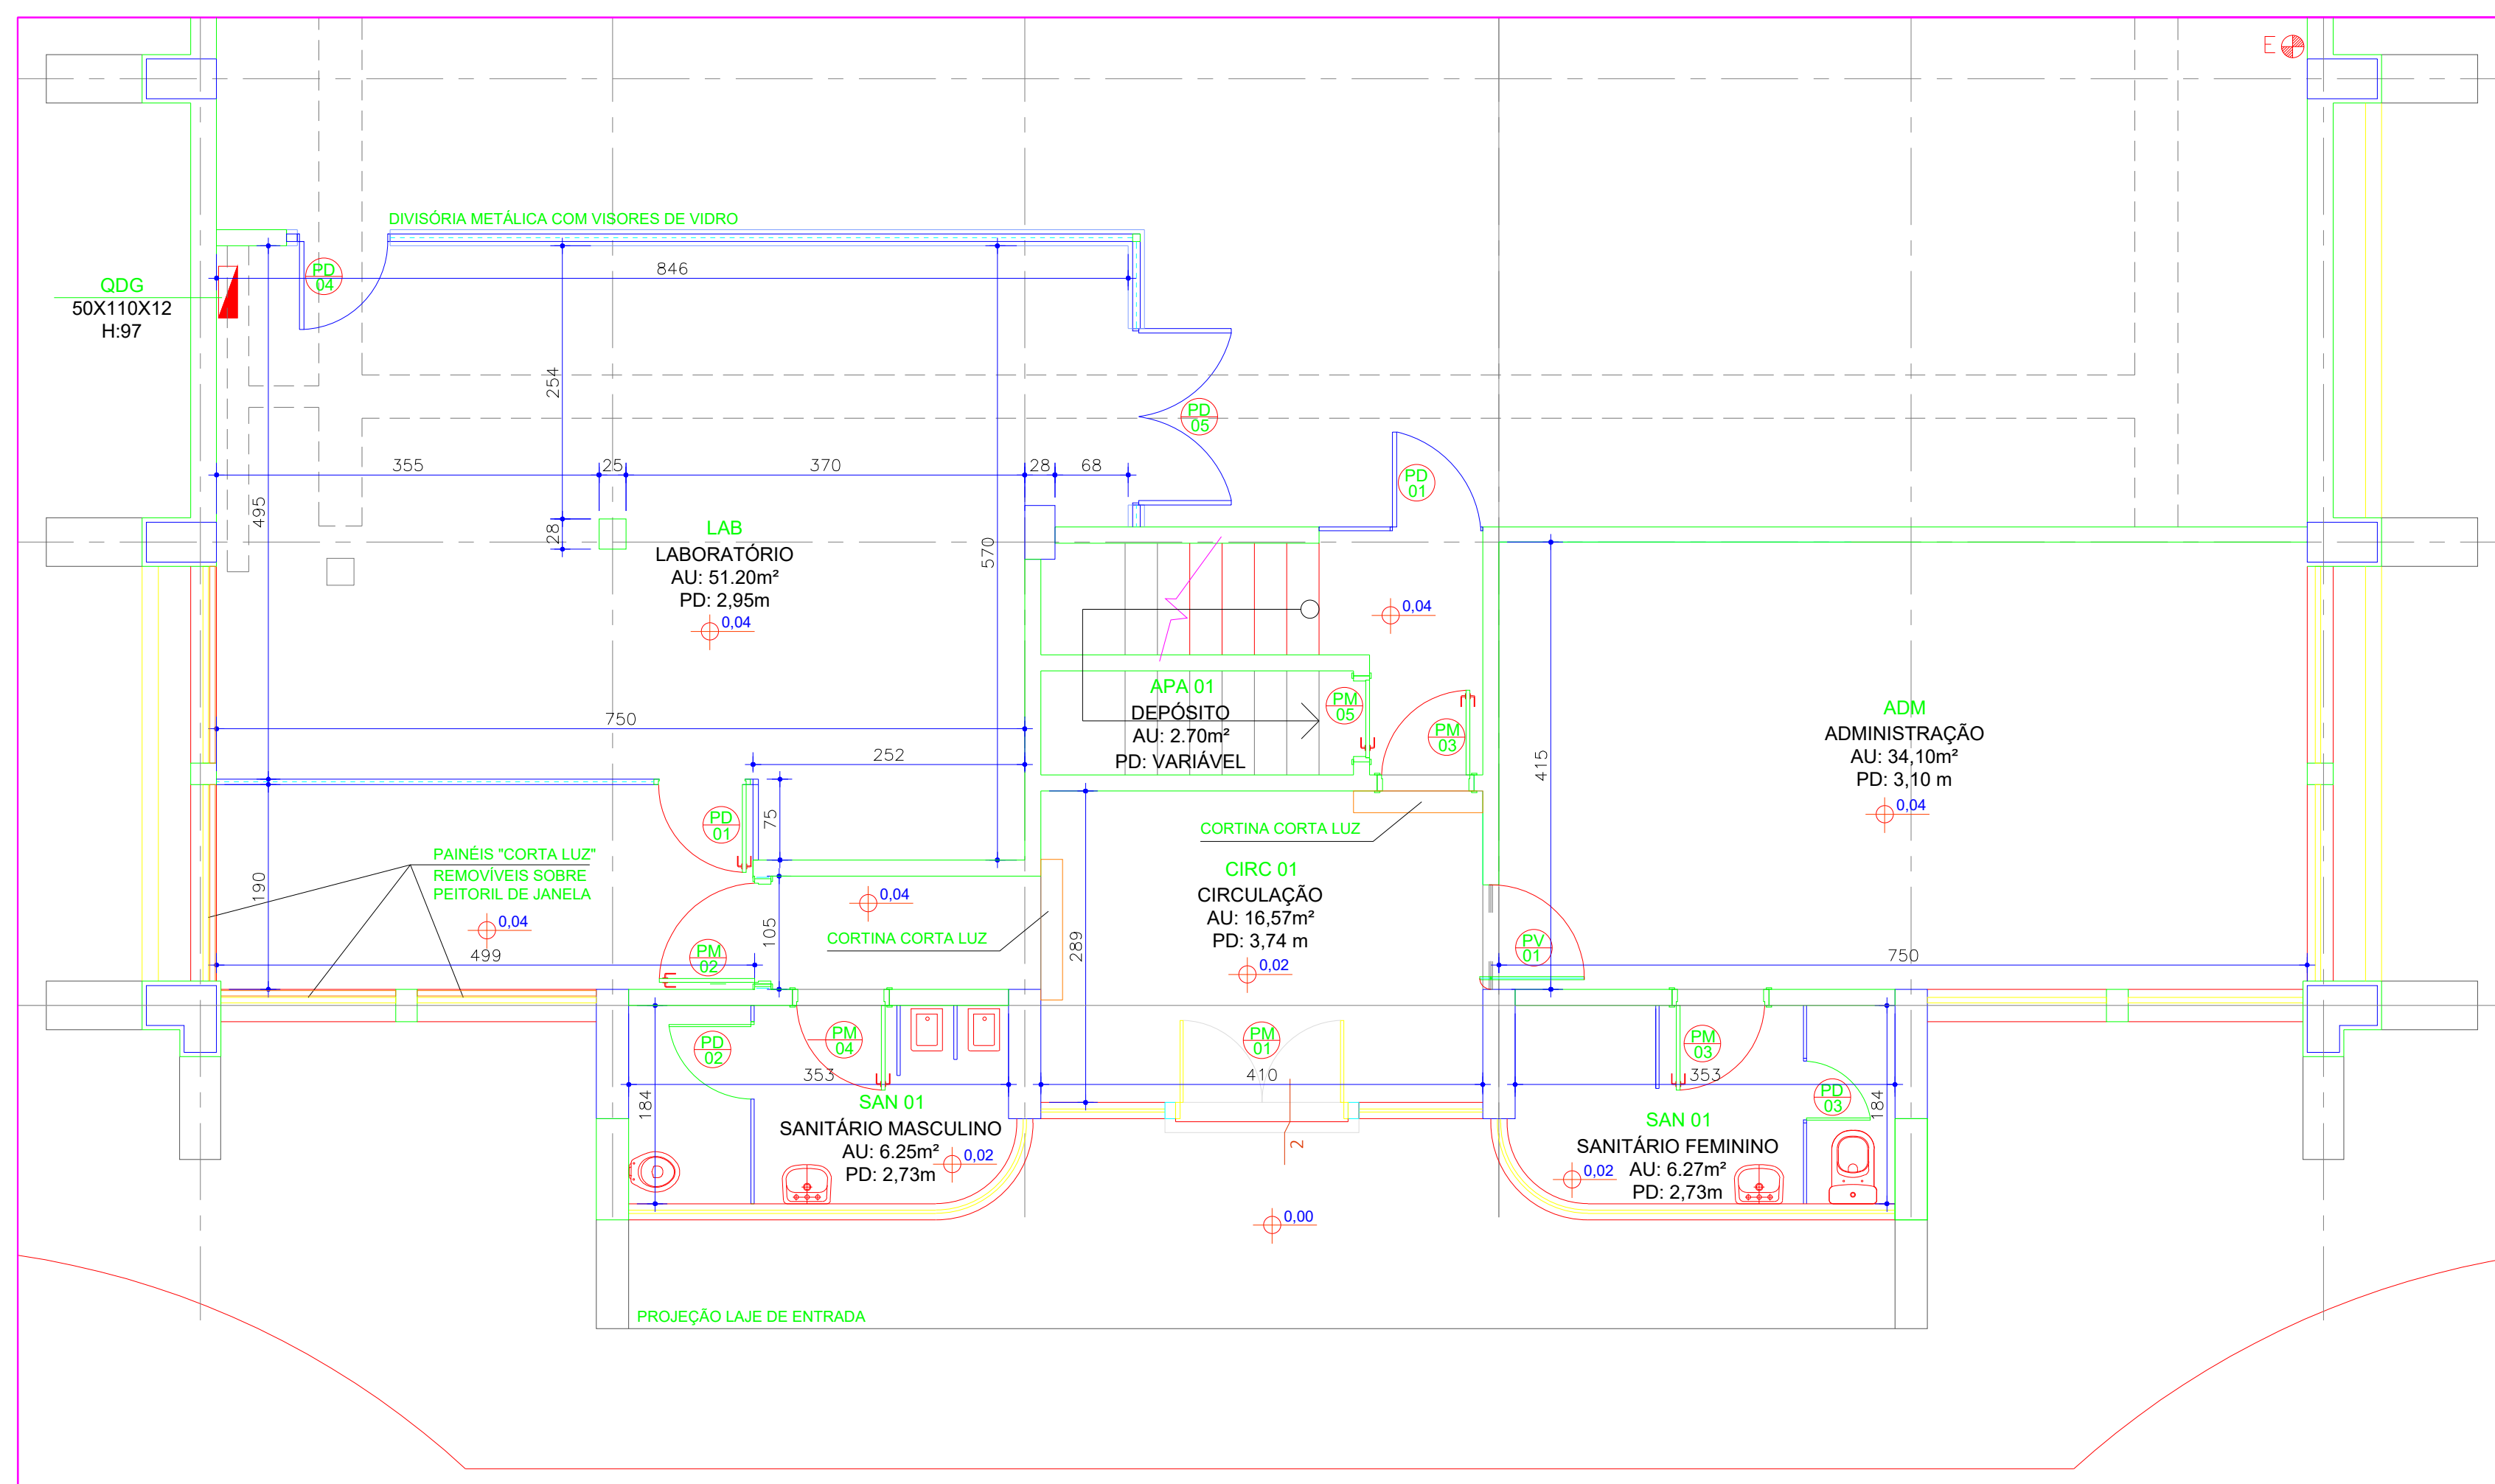 E
DIVISÓRIA METÁLICA COM VISORES DE VIDRO
QDG
50X110X12
H:97
PD
04
846
254
PD
05
355
25
370
28
68
PD
01
495
28
570
LAB
LABORATÓRIO
AU: 51.20m²
PD: 2,95m
0,04
0,04
APA 01
DEPÓSITO
AU: 2.70m²
PD: VARIÁVEL
PM
05
PM
03
ADM
ADMINISTRAÇÃO
AU: 34,10m²
PD: 3,10 m
0,04
750
252
415
75
PD
01
CORTINA CORTA LUZ
PAINÉIS "CORTA LUZ"
REMOVÍVEIS SOBRE
PEITORIL DE JANELA
190
0,04
0,04
CIRC 01
CIRCULAÇÃO
AU: 16,57m²
PD: 3,74 m
0,02
105
CORTINA CORTA LUZ
289
499
PM
02
PV
01
750
PD
02
PM
04
PM
01
PM
03
353
410
353
PD
03
184
184
SAN 01
SANITÁRIO MASCULINO
AU: 6.25m²
PD: 2,73m
0,02
2
SAN 01
SANITÁRIO FEMININO
AU: 6.27m²
PD: 2,73m
0,02
0,00
PROJEÇÃO LAJE DE ENTRADA